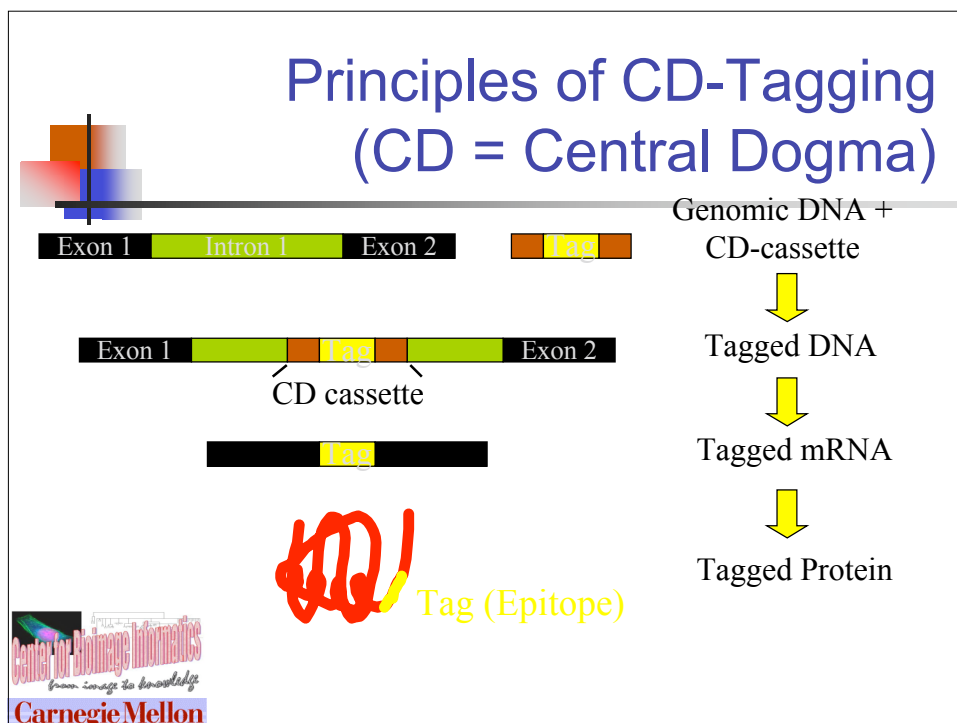 Principles of CD-Tagging
(CD = Central Dogma)
Genomic DNA +
CD-cassette
Exon 1 Intron 1 Exon 2 Tag
Exon 1 Tag Exon 2
Tagged DNA
CD cassette
Tag
Tagged mRNA
Tagged Protein
Tag (Epitope)
Center for Bioimage Informatics
from image to knowledge
Carnegie Mellon